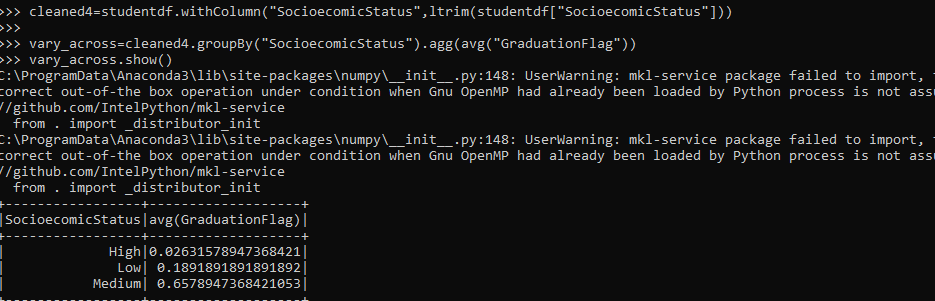 >>> cleaned4=studentdf.withColumn("SocioecomicStatus",ltrim(studentdf["SocioecomicStatus"]))
>>>
>>> vary_across=cleaned4.groupBy("SocioecomicStatus").agg(avg("GraduationFlag"))
>>> vary_across.show()
C:\ProgramData\Anaconda3\lib\site-packages\numpy\__init__.py:148: UserWarning: mkl-service package failed to import,
correct out-of-the box operation under condition when Gnu OpenMP had already been loaded by Python process is not assu
//github.com/IntelPython/mkl-service
  from . import _distributor_init
C:\ProgramData\Anaconda3\lib\site-packages\numpy\__init__.py:148: UserWarning: mkl-service package failed to import,
correct out-of-the box operation under condition when Gnu OpenMP had already been loaded by Python process is not assu
//github.com/IntelPython/mkl-service
  from . import _distributor_init
+-----------------+-------------------+
|SocioecomicStatus|avg(GraduationFlag)|
+-----------------+-------------------+
|             High|0.02631578947368421|
|              Low| 0.1891891891891892|
|           Medium| 0.6578947368421053|
+-----------------+-------------------+